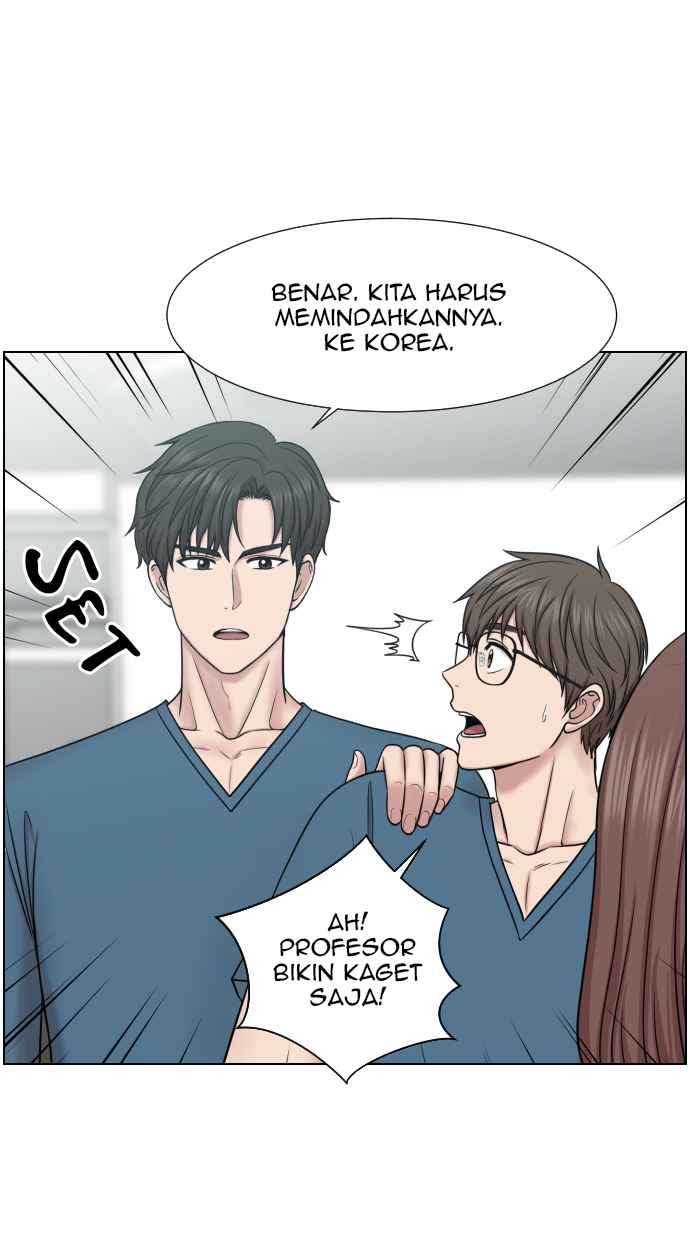 BENAR. KITA HARUS
MEMINDAHKANNYA.
KE KOREA.
SET
AH!
PROFESOR
BIKIN KAGET
SAJA!